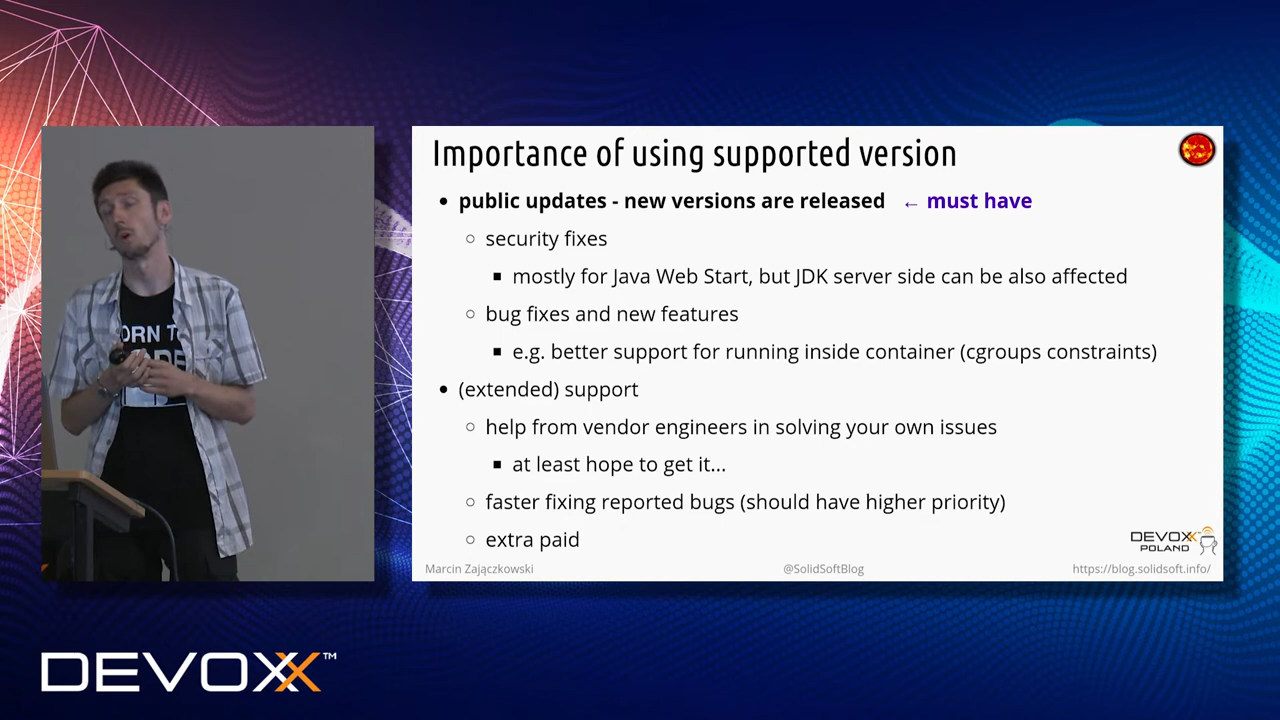 Importance of using supported version
• public updates - new versions are released ← must have
○ security fixes
▪ mostly for Java Web Start, but JDK server side can be also affected
○ bug fixes and new features
▪ e.g. better support for running inside container (cgroups constraints)
• (extended) support
○ help from vendor engineers in solving your own issues
▪ at least hope to get it...
○ faster fixing reported bugs (should have higher priority)
○ extra paid
DEVOXX
POLAND
Marcin Zajączkowski @SolidSoftBlog https://blog.solidsoft.info/
ORN T
DEVOXX™